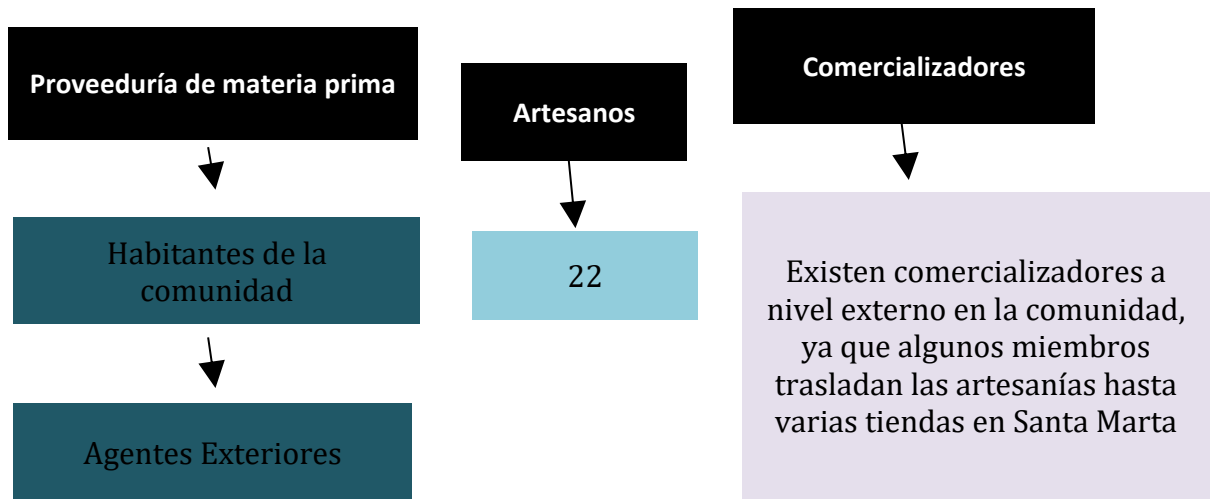 Proveeduría de materia prima
Habitantes de la
comunidad
Agentes Exteriores
Artesanos
22
Comercializadores
Existen comercializadores a
nivel externo en la comunidad,
ya que algunos miembros
trasladan las artesanías hasta
varias tiendas en Santa Marta